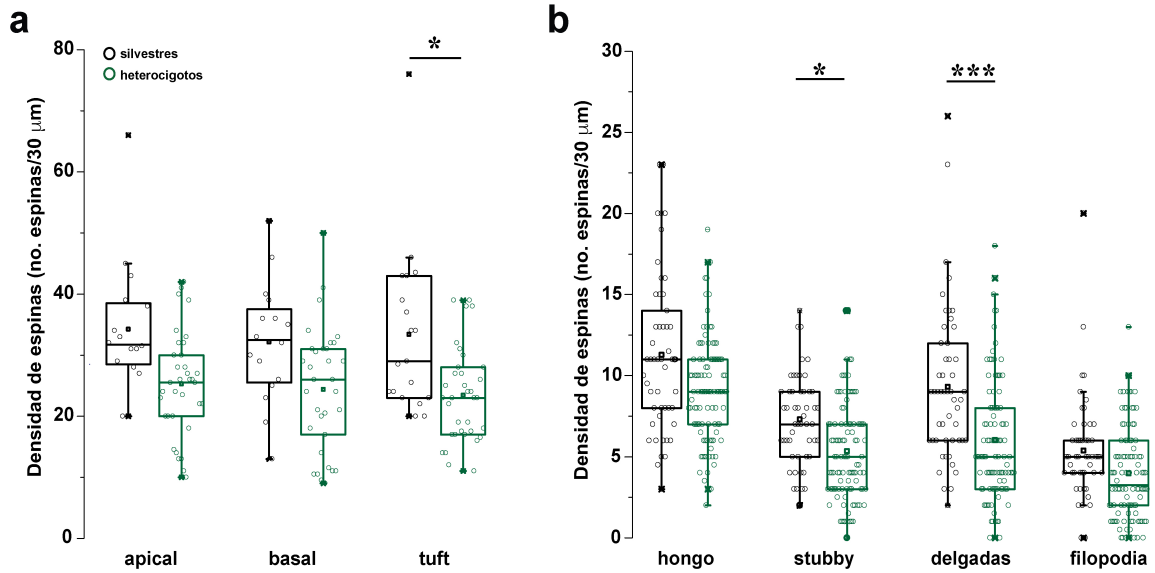 a
Densidad de espinas (no. espinas/30 μm)
80
60
40
20
0
silvestres
heterocigotos
*
apical basal tuft
b
Densidad de espinas (no. espinas/30 μm)
30
25
20
15
10
5
0
* ***
hongo stubby delgadas filopodia